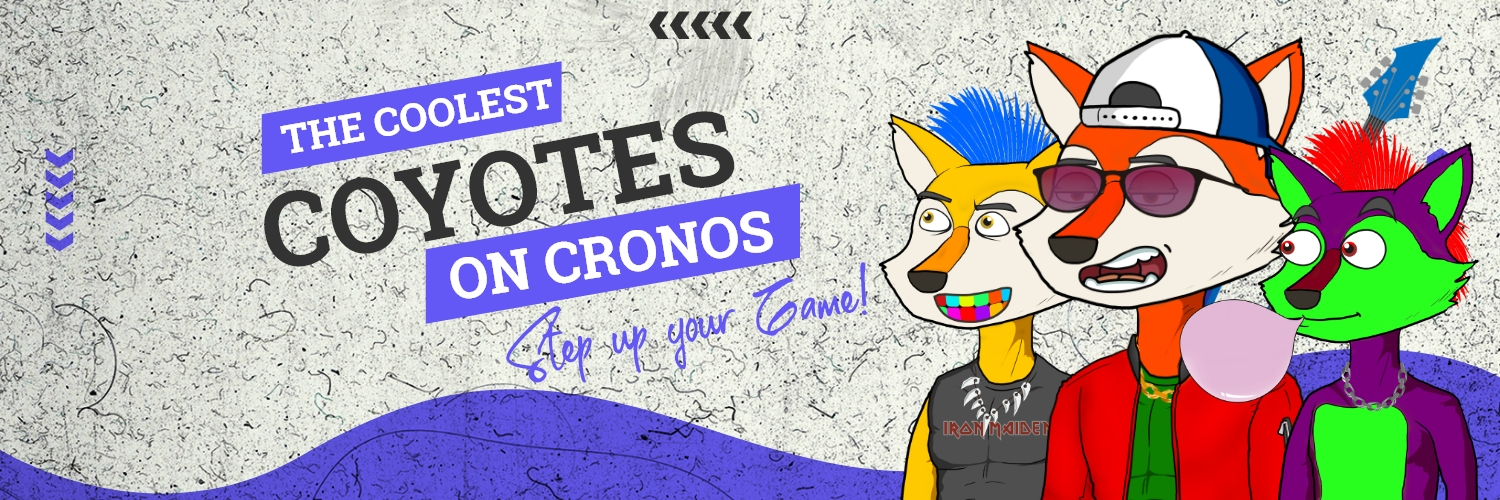 THE COOLEST
COYOTES
ON CRONOS
Step up your Game!
IRON MAIDEN